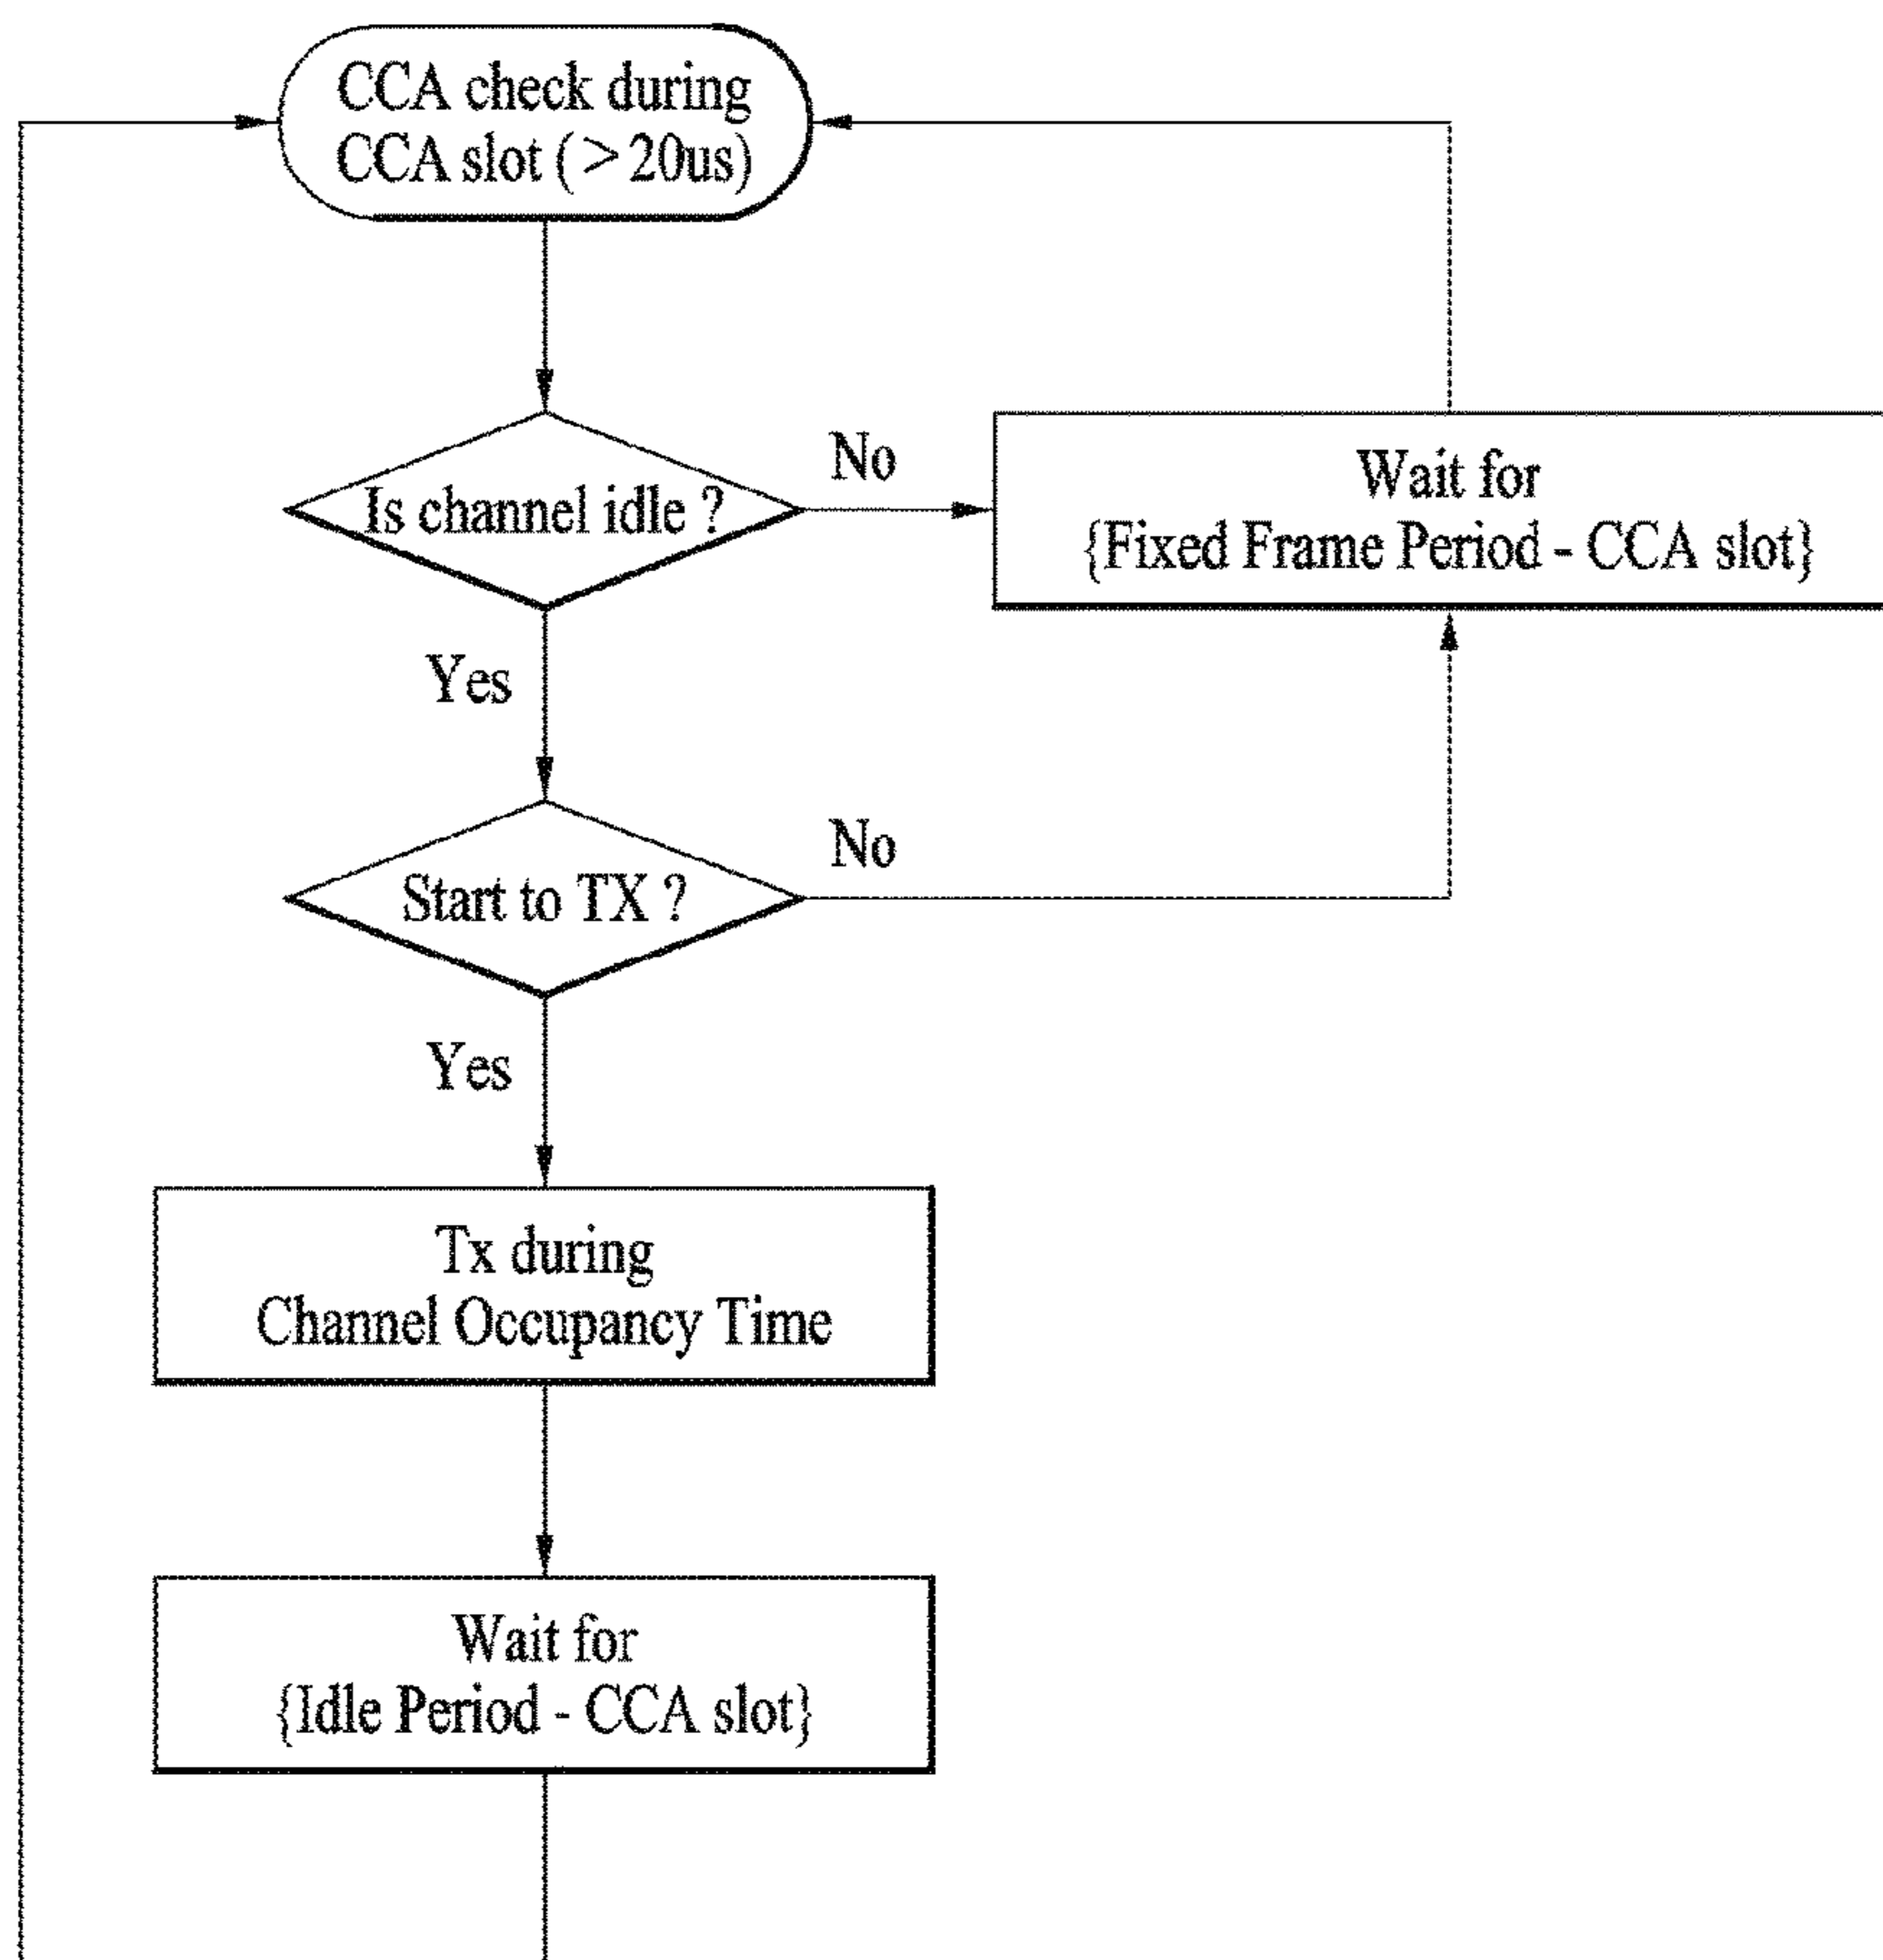 CCA check during
CCA slot (>20us)
Is channel idle ?
No
Wait for
{Fixed Frame Period - CCA slot}
Yes
Start to TX ?
No
Yes
Tx during
Channel Occupancy Time
Wait for
{Idle Period - CCA slot}